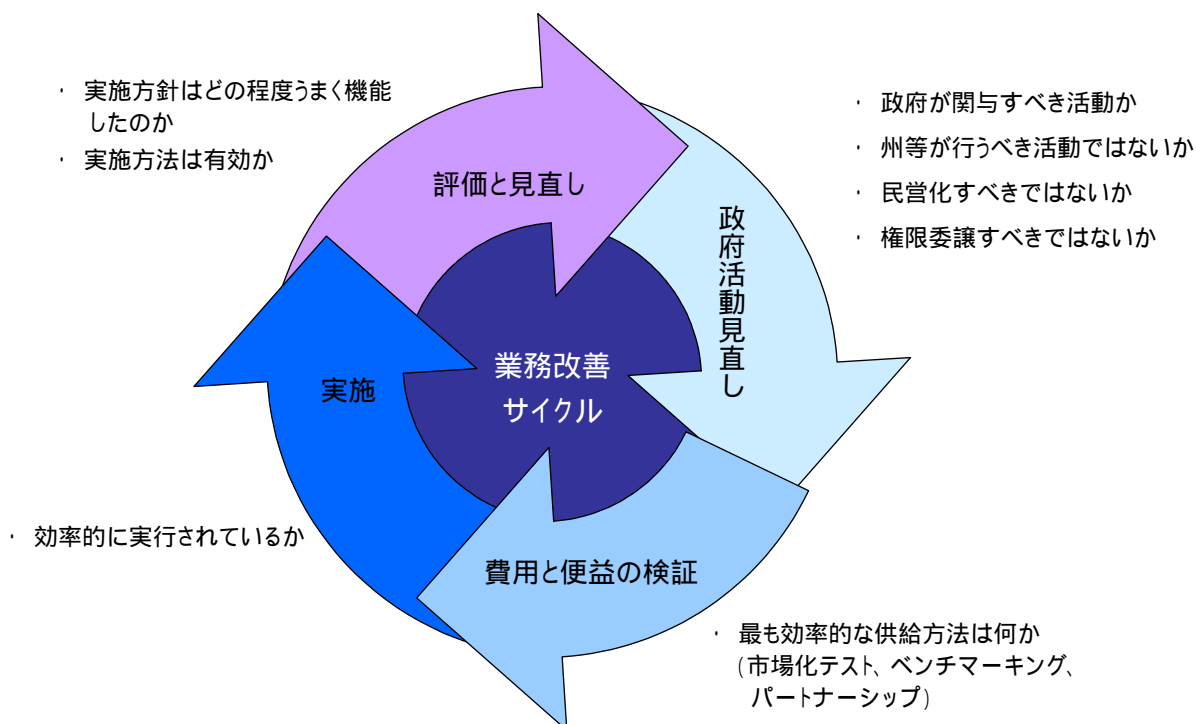 ・ 実施方針はどの程度うまく機能
したのか
・ 実施方法は有効か
・ 政府が関与すべき活動か
・ 州等が行うべき活動ではないか
・ 民営化すべきではないか
・ 権限委譲すべきではないか
評価と見直し
政府活動見直し
業務改善
サイクル
実施
・ 効率的に実行されているか
費用と便益の検証
・ 最も効率的な供給方法は何か
(市場化テスト、ベンチマーキング、
パートナーシップ)